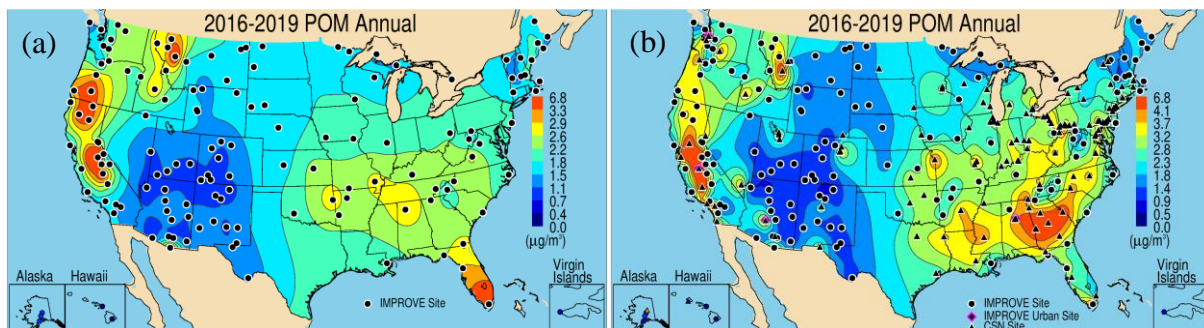 (a)
2016-2019 POM Annual
6.8
3.3
2.9
2.6
2.2
1.8
1.5
1.1
0.7
0.4
0.0
(µg/m³)
Alaska
Hawaii
Virgin
Islands
IMPROVE Site
(b)
2016-2019 POM Annual
6.8
4.1
3.7
3.2
2.8
2.3
1.8
1.4
0.9
0.5
0.0
(µg/m³)
Alaska
Hawaii
Virgin
Islands
IMPROVE Site
IMPROVE Urban Site
CSN Site